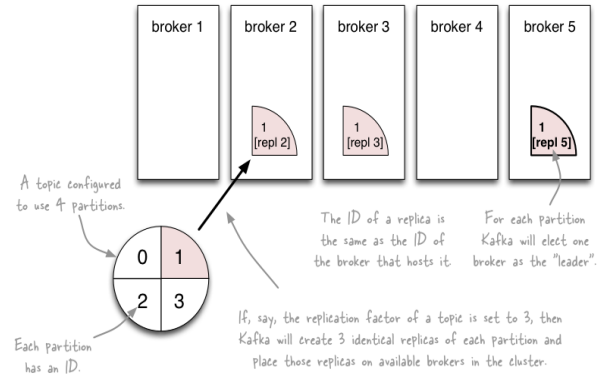 broker 1
broker 2
broker 3
broker 4
broker 5
1
[repl 2]
1
[repl 3]
1
[repl 5]
A topic configured
to use 4 partitions.
The ID of a replica is
the same as the ID of
the broker that hosts it
For each partition
Kafka will elect one
broker as the "leader".
0
1
2
3
Each partition
has an ID.
If, say, the replication factor of a topic is set to 3, then
Kafka will create 3 identical replicas of each partition and
place those replicas on available brokers in the cluster.